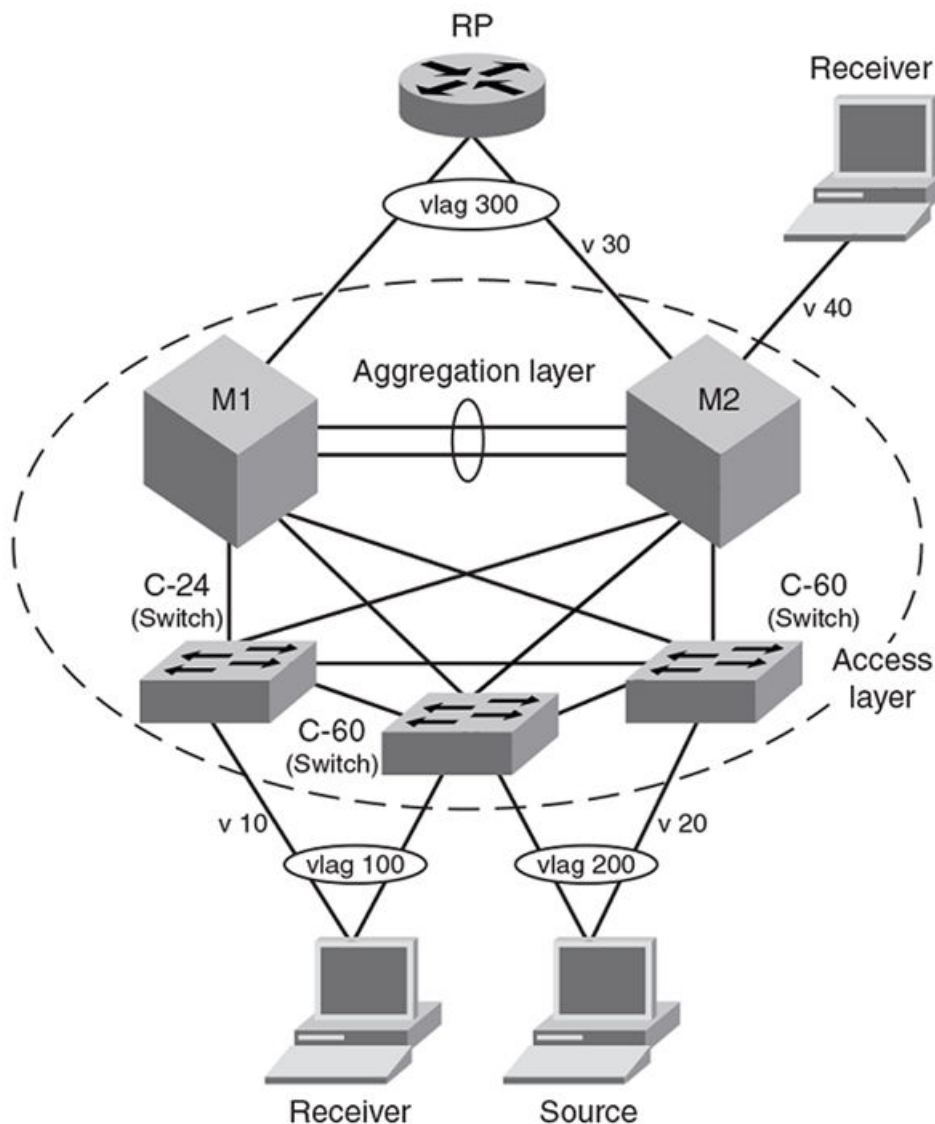 RP
Receiver
vlag 300
v 30
v 40
Aggregation layer
M1
M2
C-24
(Switch)
C-60
(Switch)
Access
layer
C-60
(Switch)
v 10
v 20
vlag 100
vlag 200
Receiver
Source